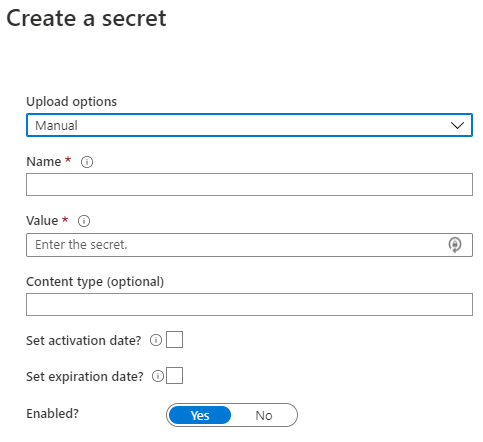 Create a secret
Upload options
Manual
Name *
Value *
Enter the secret.
Content type (optional)
Set activation date?
Set expiration date?
Enabled? Yes No